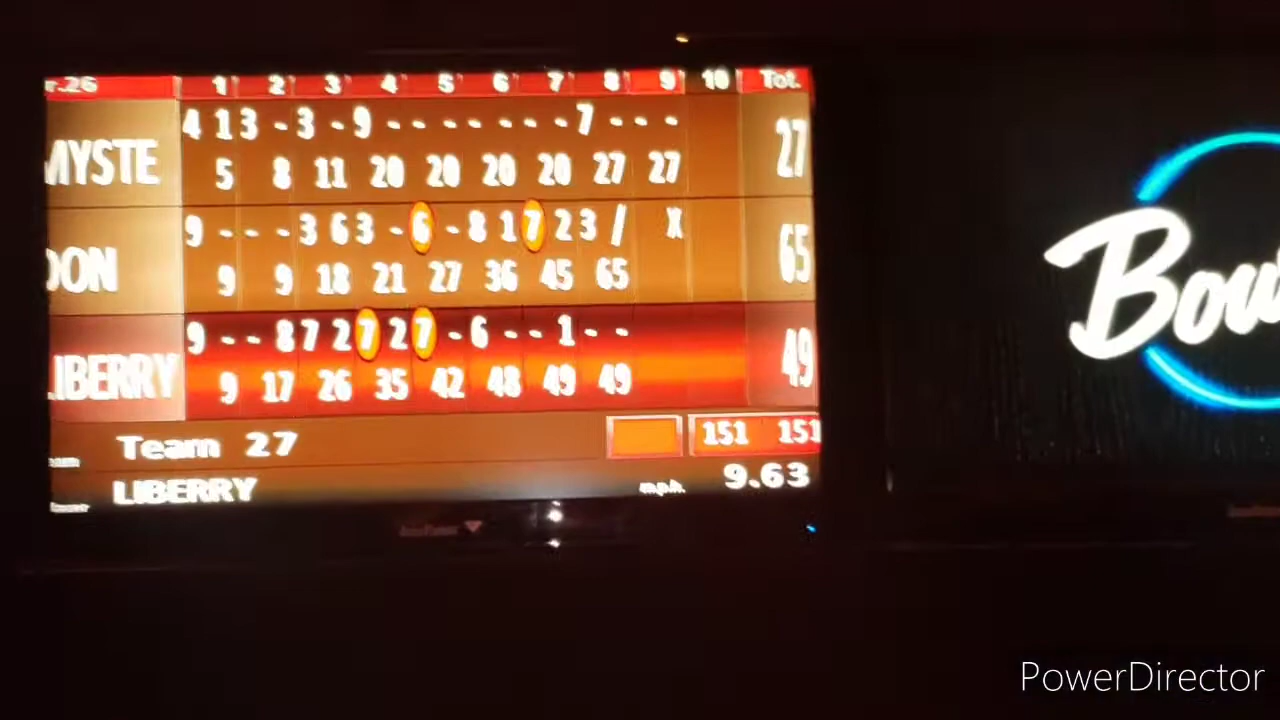 r.26 1 2 3 4 5 6 7 8 9 10 Tot.
4 1 3 - 3 - 9 - - - - - - - 7 - - -
MYSTE 27
5 8 11 20 20 20 20 27 27
9 - - - 3 6 3 - 6 - 8 1 7 2 3 / X
DON 65
9 9 18 21 27 36 45 65
9 - - 8 7 2 7 2 7 - 6 - - 1 - -
LIBERRY 49
9 17 26 35 42 48 49 49
Team 27 151 151
LIBERRY mph. 9.63
Bow
PowerDirector